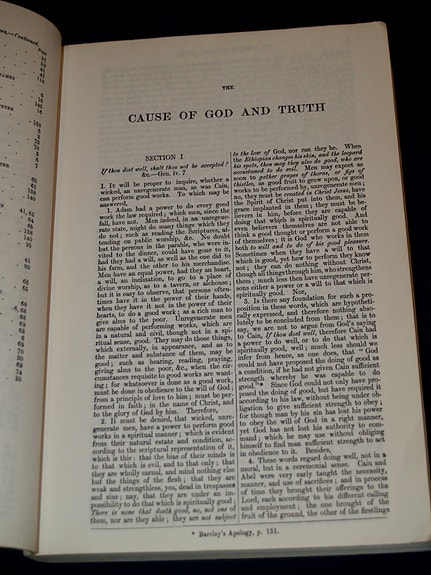 —Continued.
Page
THE
CAUSE OF GOD AND TRUTH
SECTION I
If thou doest well, shalt thou not be accepted?
&c.—Gen. iv. 7
I. It will be proper to inquire, whether a
wicked, an unregenerate man, as was Cain,
can perform good works. To which may be
answered,
1. Adam had a power to do every good
work the law required; which men, since the
fall, have not. Men indeed, in an unregene-
rate state, might do many things which they
do not; such as reading the Scriptures, at-
tending on public worship, &c. No doubt
but the persons in the parable, who were in-
vited to the dinner, could have gone to it,
had they had a will, as well as the one did to
his farm, and the other to his merchandize.
Men have an equal power, had they an heart,
a will, an inclination, to go to a place of
divine worship, as to a tavern, or alehouse;
but it is easy to observe, that persons often-
times have it in the power of their hands,
when they have it not in the power of their
hearts, to do a good work; as a rich man to
give alms to the poor. Unregenerate men
are capable of performing works, which are
in a natural and civil, though not in a spi-
ritual sense, good. They may do those things,
which externally, in appearance, and as to
the matter and substance of them, may be
good; such as hearing, reading, praying,
giving alms to the poor, &c., when the cir-
cumstances requisite to good works are want-
ing; for whatsoever is done as a good work,
must be done in obedience to the will of God;
from a principle of love to him; must be per-
formed in faith; in the name of Christ, and
to the glory of God by him. Therefore,
2. It must be denied, that wicked, unre-
generate men, have a power to perform good
works in a spiritual manner; which is evident
from their natural estate and condition, ac-
cording to the scriptural representation of it,
which is this: that the bias of their minds is
to that which is evil, and to that only; that
they are wholly carnal, and mind nothing else
but the things of the flesh; that they are
weak and strengthless, yea, dead in trespasses
and sins; nay, that they are under an im-
possibility to do that which is spiritually good;
There is none that doeth good, no, not one of
them, nor are they able; they are not subject
to the law of God, nor can they be. When
the Ethiopian changes his skin, and the leopard
his spots, then may they also do good, who are
accustomed to do evil. Men may expect as
soon to gather grapes of thorns, or figs of
thistles, as good fruit to grow upon, or good
works to be performed by, unregenerate men;
no, they must be created in Christ Jesus, have
the Spirit of Christ put into them, and his
grace implanted in them; they must be be-
lievers in him, before they are capable of
doing that which is spiritually good. And
even believers themselves are not able to
think a good thought or perform a good work
of themselves; it is God who works in them
both to will and to do of his good pleasure.
Sometimes when they have a will to that
which is good, yet how to perform they know
not; they can do nothing without Christ,
though all things through him, who strengthens
them; much less then have unregenerate per-
sons either a power or a will to that which is
spiritually good. Nor,
3. Is there any foundation for such a pro-
position in these words, which are hypotheti-
cally expressed, and therefore nothing abso-
lutely to be concluded from them; that is to
say, we are not to argue from God's saying
to Cain, If thou doest well, therefore Cain had
a power to do well, or to do that which is
spiritually good, well; much less should we
infer from hence, as one does, that “ God
could not have proposed the doing of good as
a condition, if he had not given Cain sufficient
strength whereby he was capable to do
good.”* Since God could not only have pro-
posed the doing of good, but have required it
according to his law, without being under ob-
ligation to give sufficient strength to obey;
for though man by his sin has lost his power
to obey the will of God in a right manner,
yet God has not lost his authority to com-
mand; which he may use without obliging
himself to find man sufficient strength to act
in obedience to it. Besides,
4. These words regard doing well, not in a
moral, but in a ceremonial sense. Cain and
Abel were very early taught the necessity,
manner, and use of sacrifices; and in process
of time they brought their offerings to the
Lord, each according to his different calling
and employment; the one brought of the
fruit of the ground, the other of the firstlings
* Barclay's Apology, p. 151.